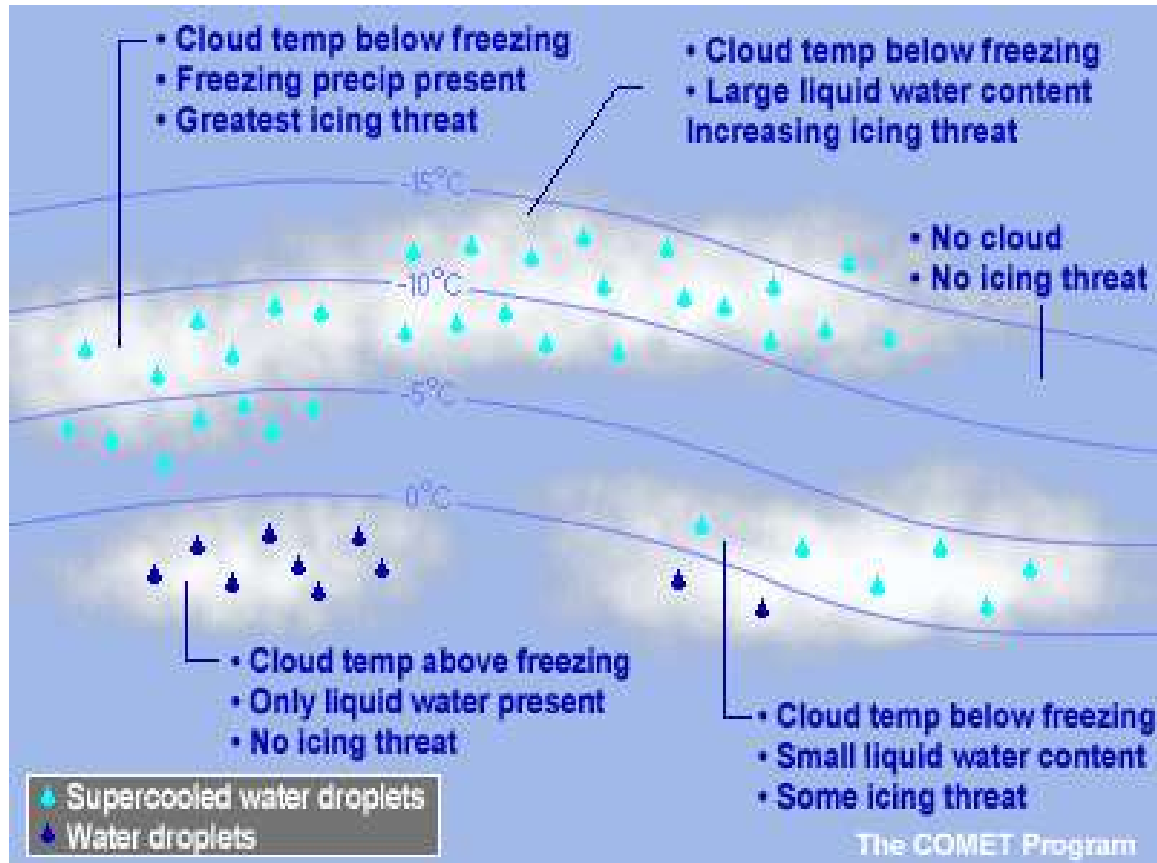 • Cloud temp below freezing
• Freezing precip present
• Greatest icing threat
• Cloud temp below freezing
• Large liquid water content
Increasing icing threat
-15°C
• No cloud
• No icing threat
-10°C
-5°C
0°C
• Cloud temp above freezing
• Only liquid water present
• No icing threat
• Cloud temp below freezing
• Small liquid water content
• Some icing threat
Supercooled water droplets
Water droplets
The COMET Program